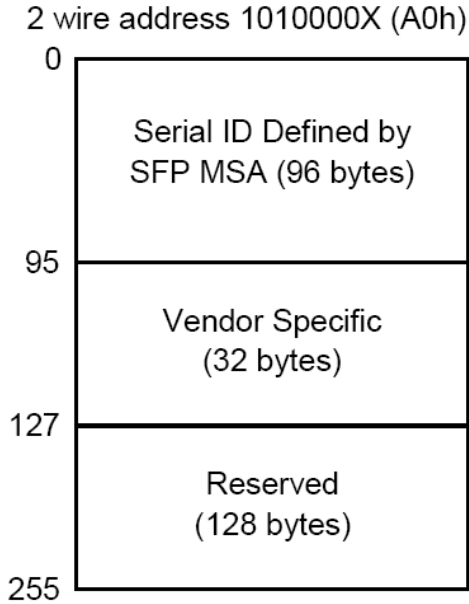 2 wire address 1010000X (A0h)
0
Serial ID Defined by
SFP MSA (96 bytes)
95
Vendor Specific
(32 bytes)
127
Reserved
(128 bytes)
255